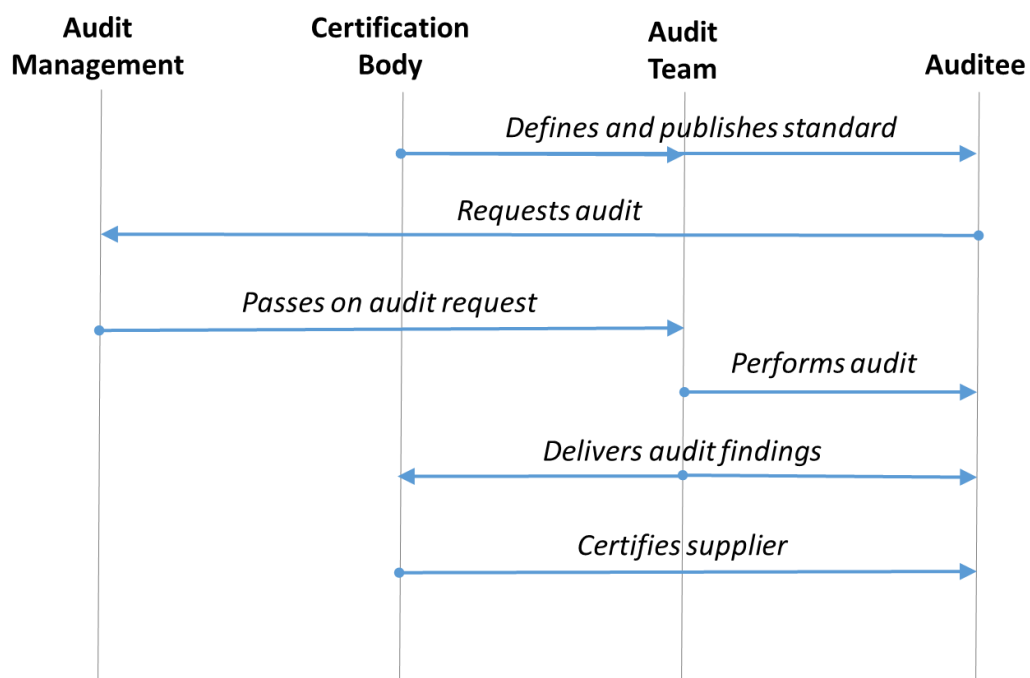 Audit
Management
Certification
Body
Audit
Team
Auditee
Defines and publishes standard
Requests audit
Passes on audit request
Performs audit
Delivers audit findings
Certifies supplier